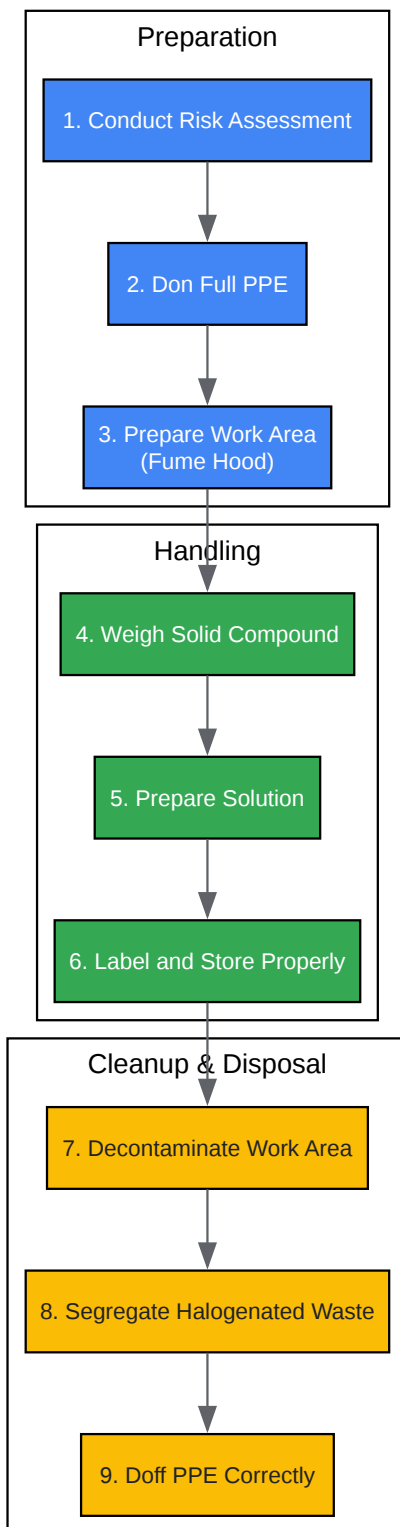 Preparation
1. Conduct Risk Assessment
2. Don Full PPE
3. Prepare Work Area
(Fume Hood)
Handling
4. Weigh Solid Compound
5. Prepare Solution
6. Label and Store Properly
Cleanup & Disposal
7. Decontaminate Work Area
8. Segregate Halogenated Waste
9. Doff PPE Correctly